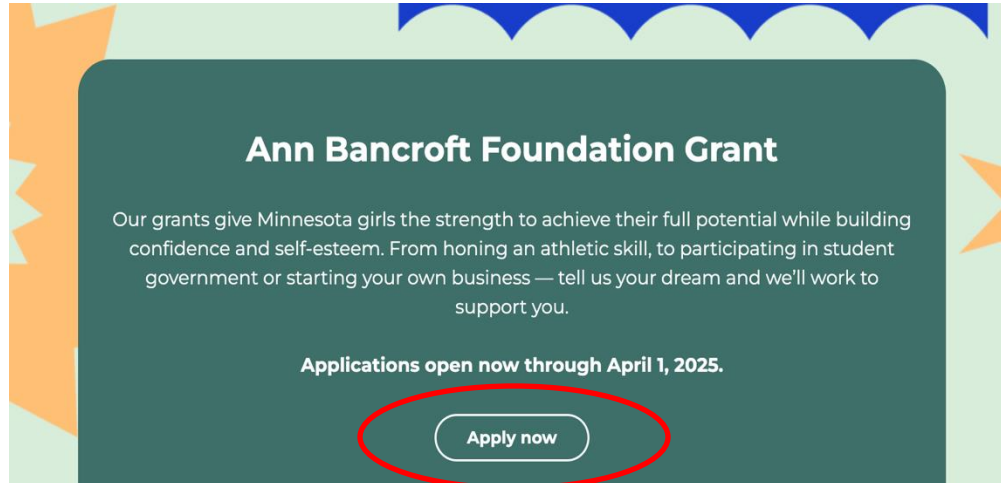 Ann Bancroft Foundation Grant
Our grants give Minnesota girls the strength to achieve their full potential while building
confidence and self-esteem. From honing an athletic skill, to participating in student
government or starting your own business — tell us your dream and we’ll work to
support you.
Applications open now through April 1, 2025.
Apply now